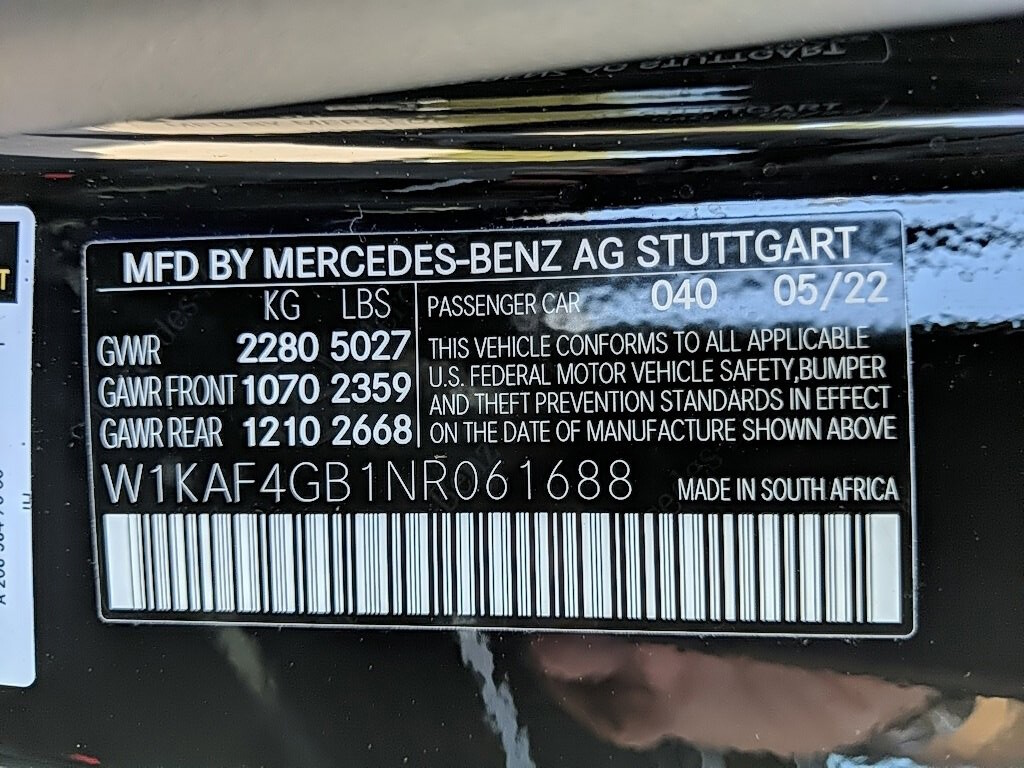 MFD BY MERCEDES-BENZ AG STUTTGART
KG LBS
GVWR 2280 5027
GAWR FRONT 1070 2359
GAWR REAR 1210 2668
PASSENGER CAR 040 05/22
THIS VEHICLE CONFORMS TO ALL APPLICABLE
U.S. FEDERAL MOTOR VEHICLE SAFETY,BUMPER
AND THEFT PREVENTION STANDARDS IN EFFECT
ON THE DATE OF MANUFACTURE SHOWN ABOVE
W1KAF4GB1NR061688 MADE IN SOUTH AFRICA